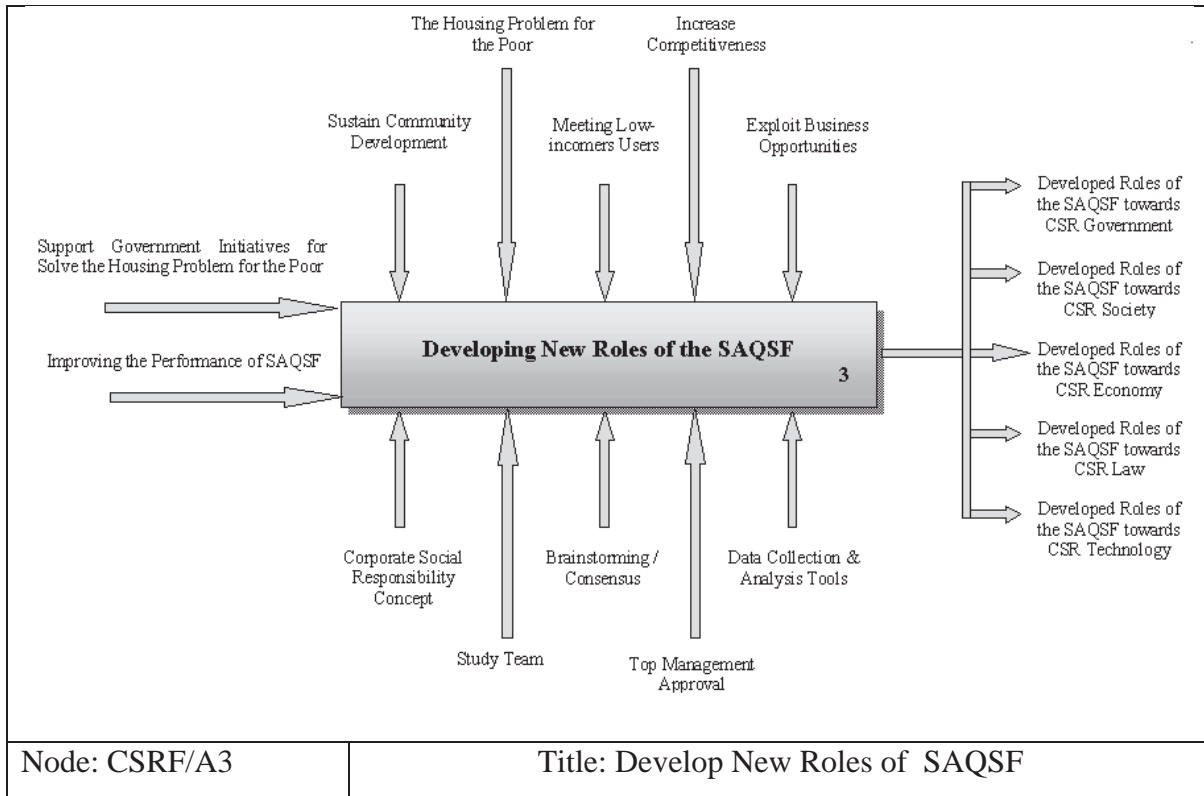 The Housing Problem for
the Poor
Increase
Competitiveness
Sustain Community
Development
Meeting Low-
incomers Users
Exploit Business
Opportunities
Support Government Initiatives for
Solve the Housing Problem for the Poor
Improving the Performance of SAQSF
Developing New Roles of the SAQSF
3
Developed Roles of
the SAQSF towards
CSR Government
Developed Roles of
the SAQSF towards
CSR Society
Developed Roles of
the SAQSF towards
CSR Economy
Developed Roles of
the SAQSF towards
CSR Law
Developed Roles of
the SAQSF towards
CSR Technology
Corporate Social
Responsibility
Concept
Brainstorming /
Consensus
Data Collection &
Analysis Tools
Study Team
Top Management
Approval
Node: CSRF/A3
Title: Develop New Roles of SAQSF